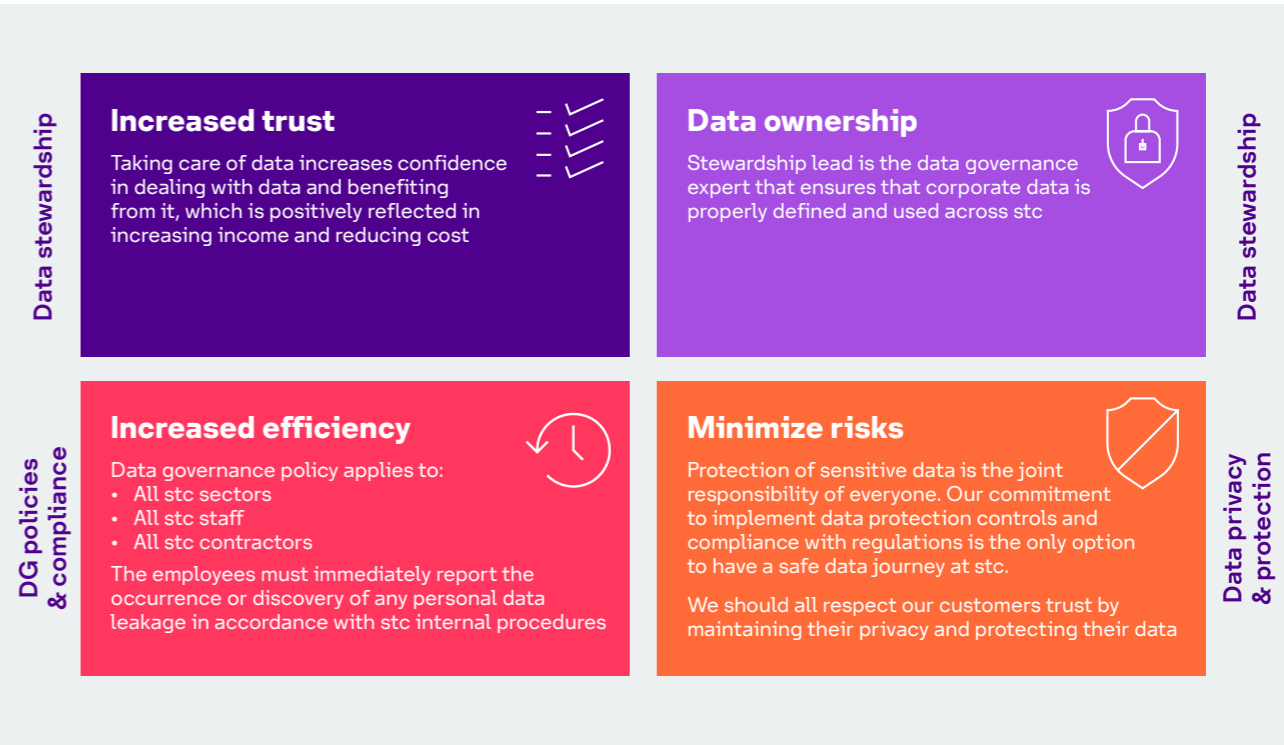 Data stewardship
Increased trust
Taking care of data increases confidence
in dealing with data and benefiting
from it, which is positively reflected in
increasing income and reducing cost
Data ownership
Stewardship lead is the data governance
expert that ensures that corporate data is
properly defined and used across stc
Data stewardship
DG policies
& compliance
Increased efficiency
Data governance policy applies to:
• All stc sectors
• All stc staff
• All stc contractors
The employees must immediately report the
occurrence or discovery of any personal data
leakage in accordance with stc internal procedures
Minimize risks
Protection of sensitive data is the joint
responsibility of everyone. Our commitment
to implement data protection controls and
compliance with regulations is the only option
to have a safe data journey at stc.
We should all respect our customers trust by
maintaining their privacy and protecting their data
Data privacy
& protection